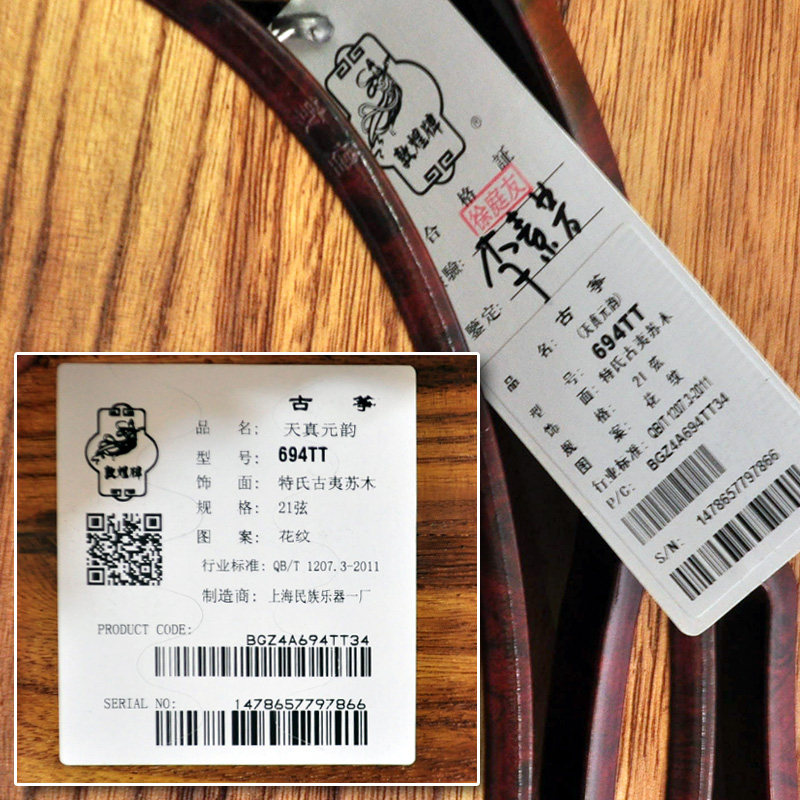 敦煌牌
®
合格証
徐庭友
鑒定:
古筝
品名: (天真元韵)
型号: 694TT
饰面: 特氏古夷苏木
规格: 21弦
图案: 花纹
行业标准: QB/T 1207.3-2011
P/C: BGZ4A694TT34
S/N: 1478657797866
古筝
敦煌牌
品名: 天真元韵
型号: 694TT
饰面: 特氏古夷苏木
规格: 21弦
图案: 花纹
行业标准: QB/T 1207.3-2011
制造商: 上海民族乐器一厂
PRODUCT CODE:
BGZ4A694TT34
SERIAL NO: 1478657797866